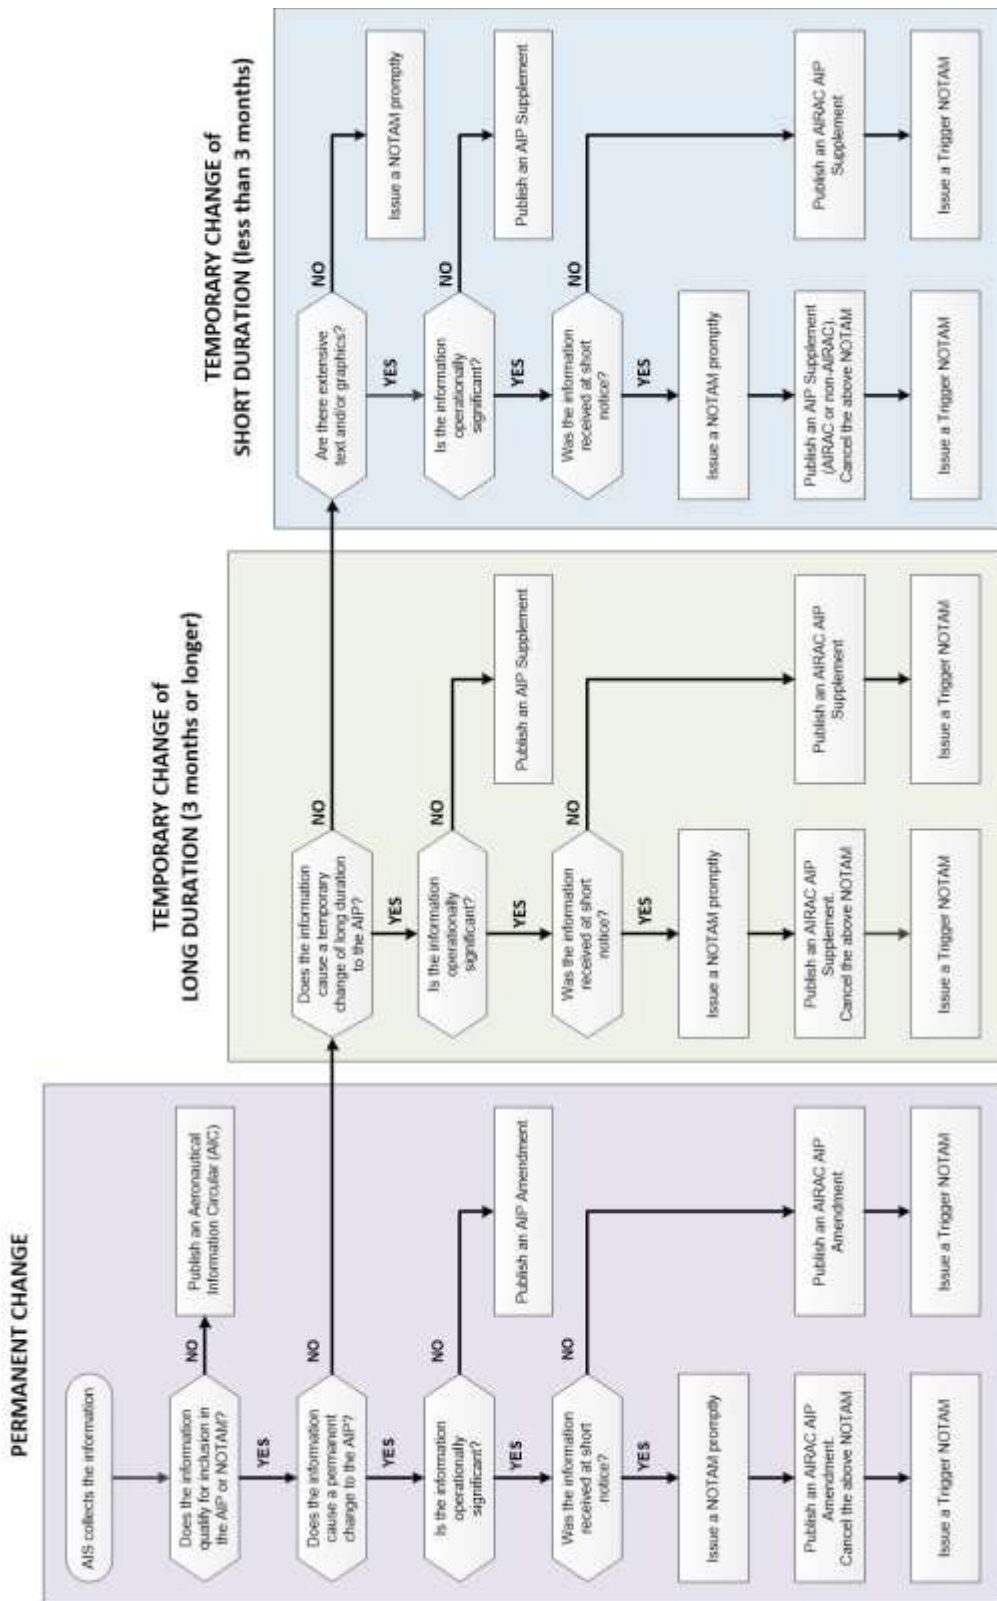 PERMANENT CHANGE
AIS collects the information
Does the information
qualify for inclusion in
the AIP or NOTAM?
NO
Publish an Aeronautical
Information Circular (AIC)
YES
Does the information
cause a permanent
change to the AIP?
NO
YES
Is the information
operationally
significant?
NO
Publish an AIP Amendment
YES
Was the information
received at short
notice?
NO
YES
Issue a NOTAM promptly
Publish an AIRAC AIP
Amendment.
Cancel the above NOTAM
Issue a Trigger NOTAM
Publish an AIRAC AIP
Amendment
Issue a Trigger NOTAM
TEMPORARY CHANGE of
LONG DURATION (3 months or longer)
Does the information
cause a temporary
change of long duration
to the AIP?
NO
YES
Is the information
operationally
significant?
NO
Publish an AIP Supplement
YES
Was the information
received at short
notice?
NO
YES
Issue a NOTAM promptly
Publish an AIRAC AIP
Supplement.
Cancel the above NOTAM
Issue a Trigger NOTAM
Publish an AIRAC AIP
Supplement
Issue a Trigger NOTAM
TEMPORARY CHANGE of
SHORT DURATION (less than 3 months)
Are there extensive
text and/or graphics?
NO
Issue a NOTAM promptly
YES
Is the information
operationally
significant?
NO
Publish an AIP Supplement
YES
Was the information
received at short
notice?
NO
YES
Issue a NOTAM promptly
Publish an AIP Supplement
(AIRAC or non-AIRAC).
Cancel the above NOTAM
Issue a Trigger NOTAM
Publish an AIRAC AIP
Supplement
Issue a Trigger NOTAM